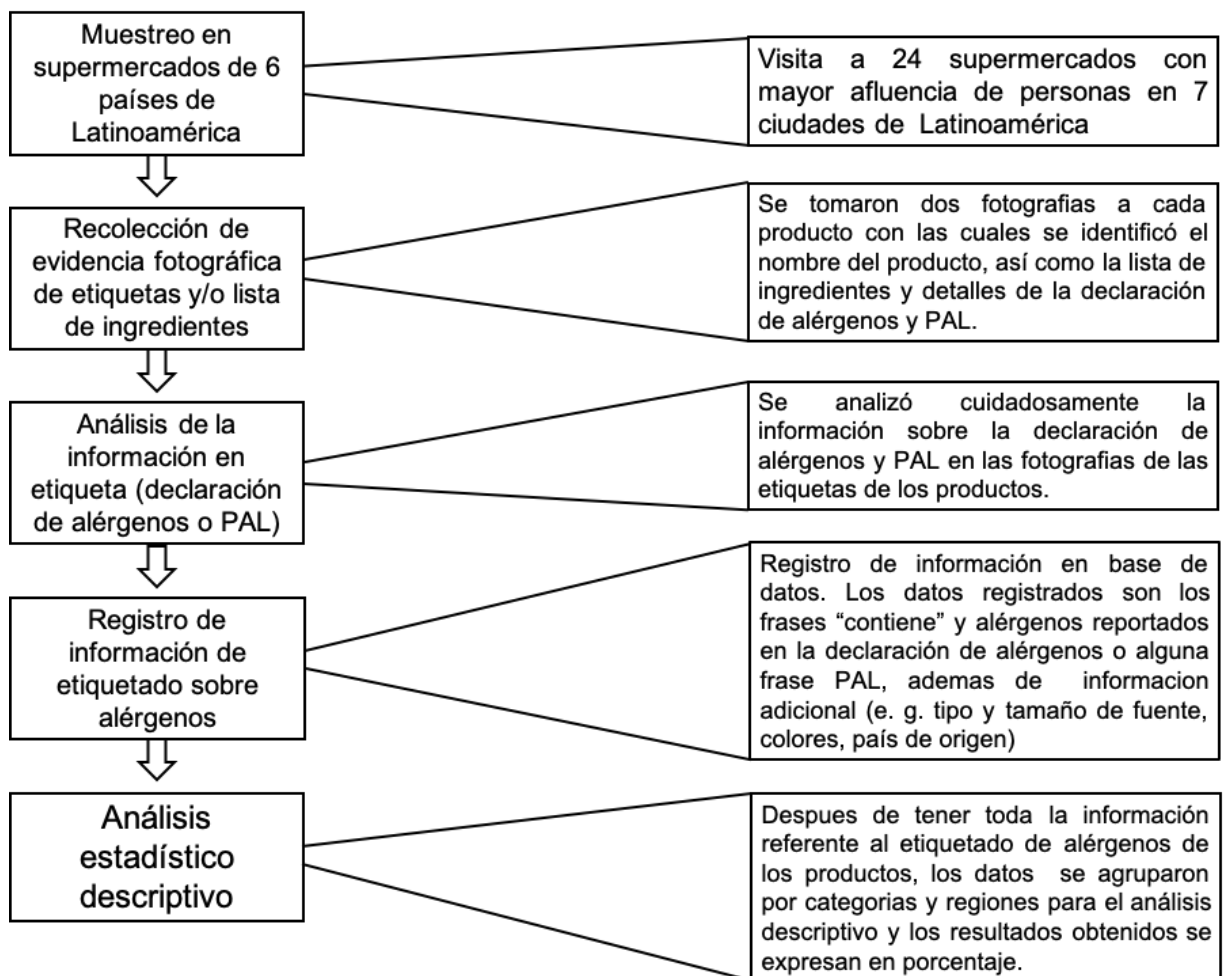 Muestreo en
supermercados de 6
países de
Latinoamérica
Visita a 24 supermercados con
mayor afluencia de personas en 7
ciudades de Latinoamérica
Recolección de
evidencia fotográfica
de etiquetas y/o lista
de ingredientes
Se tomaron dos fotografias a cada
producto con las cuales se identificó el
nombre del producto, así como la lista de
ingredientes y detalles de la declaración
de alérgenos y PAL.
Análisis de la
información en
etiqueta (declaración
de alérgenos o PAL)
Se analizó cuidadosamente la
información sobre la declaración de
alérgenos y PAL en las fotografias de las
etiquetas de los productos.
Registro de
información de
etiquetado sobre
alérgenos
Registro de información en base de
datos. Los datos registrados son los
frases “contiene” y alérgenos reportados
en la declaración de alérgenos o alguna
frase PAL, ademas de informacion
adicional (e. g. tipo y tamaño de fuente,
colores, país de origen)
Análisis
estadístico
descriptivo
Despues de tener toda la información
referente al etiquetado de alérgenos de
los productos, los datos se agruparon
por categorias y regiones para el análisis
descriptivo y los resultados obtenidos se
expresan en porcentaje.